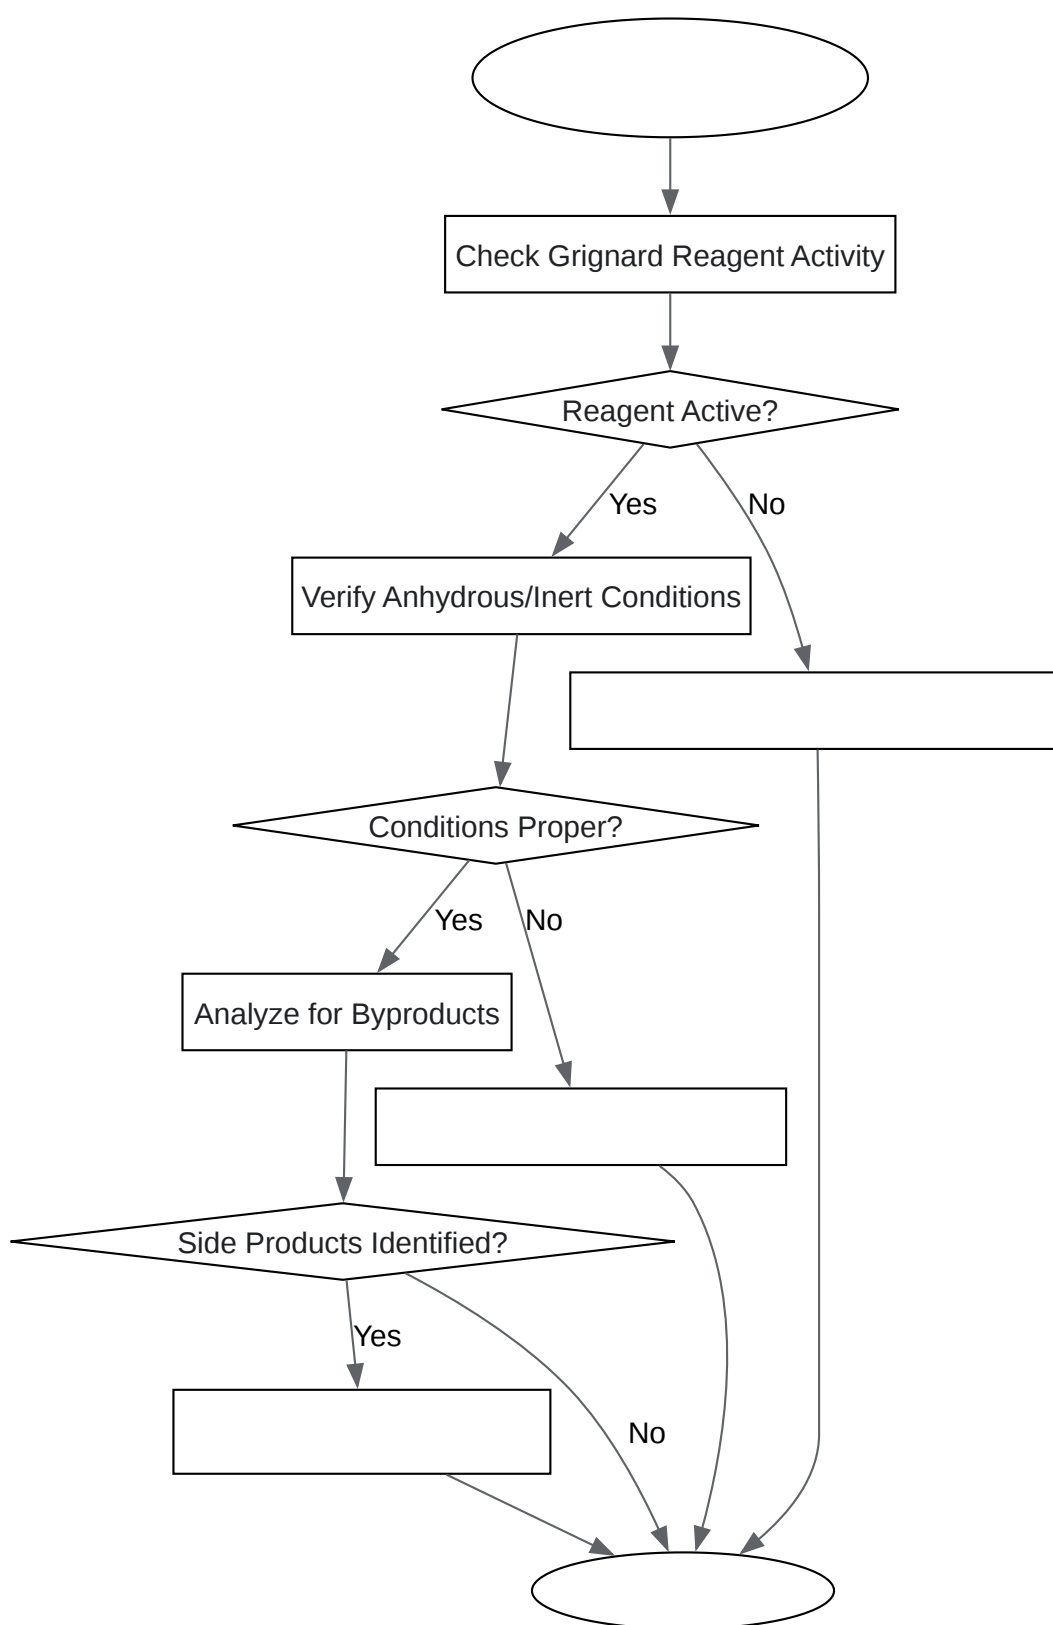 Check Grignard Reagent Activity
Reagent Active?
Yes
No
Verify Anhydrous/Inert Conditions
Conditions Proper?
Yes
No
Analyze for Byproducts
Side Products Identified?
Yes
No